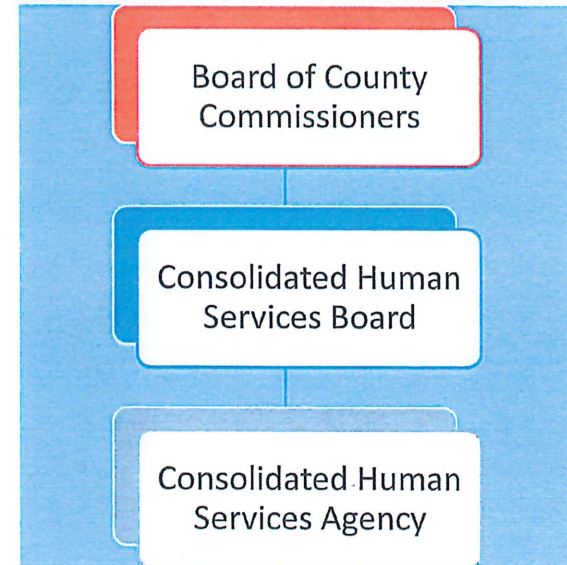 Board of County
Commissioners
Consolidated Human
Services Board
Consolidated Human
Services Agency